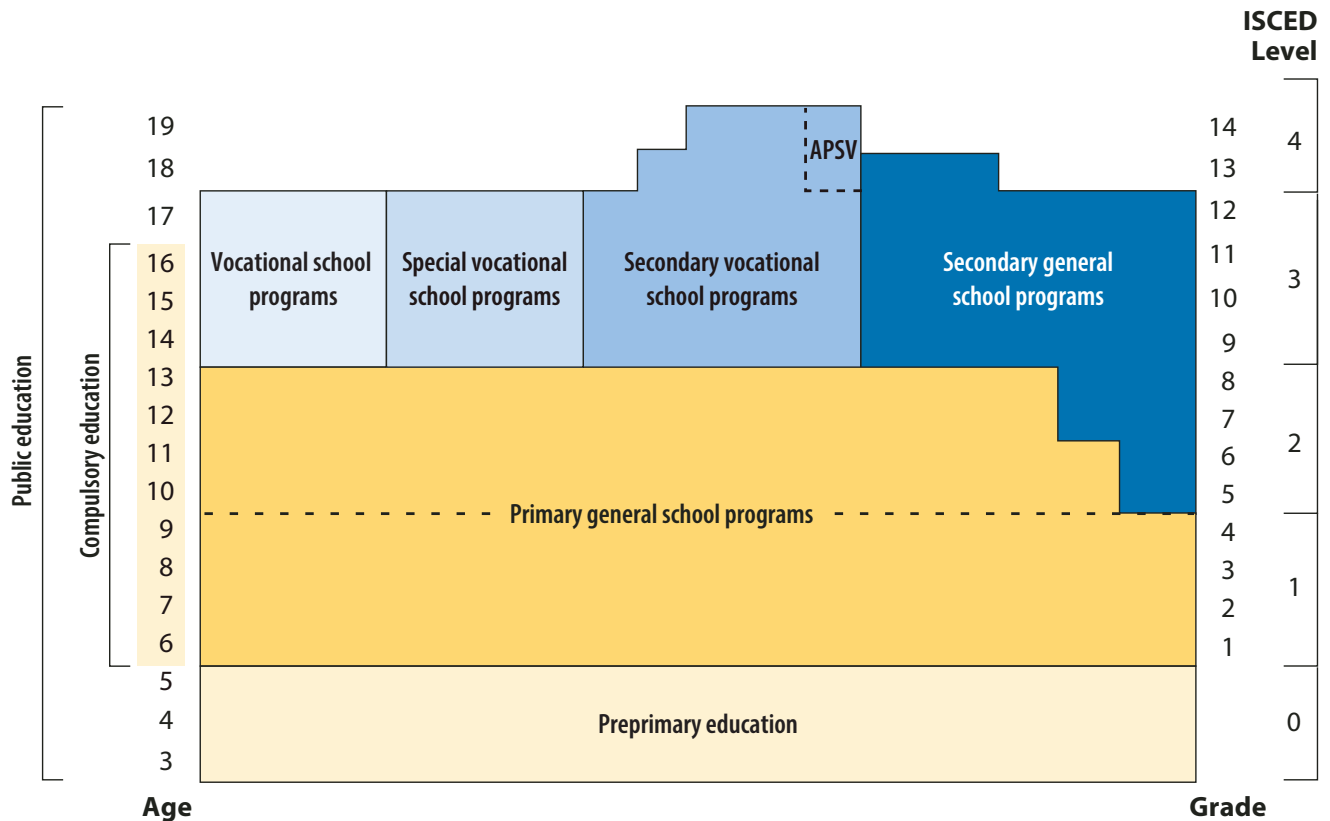 ISCED
Level
Public education
Compulsory education
19
18
17
16
15
14
13
12
11
10
9
8
7
6
5
4
3
Age
APSV
Vocational school
programs
Special vocational
school programs
Secondary vocational
school programs
Secondary general
school programs
Primary general school programs
Preprimary education
14
13
12
11
10
9
8
7
6
5
4
3
2
1
Grade
4
3
2
1
0